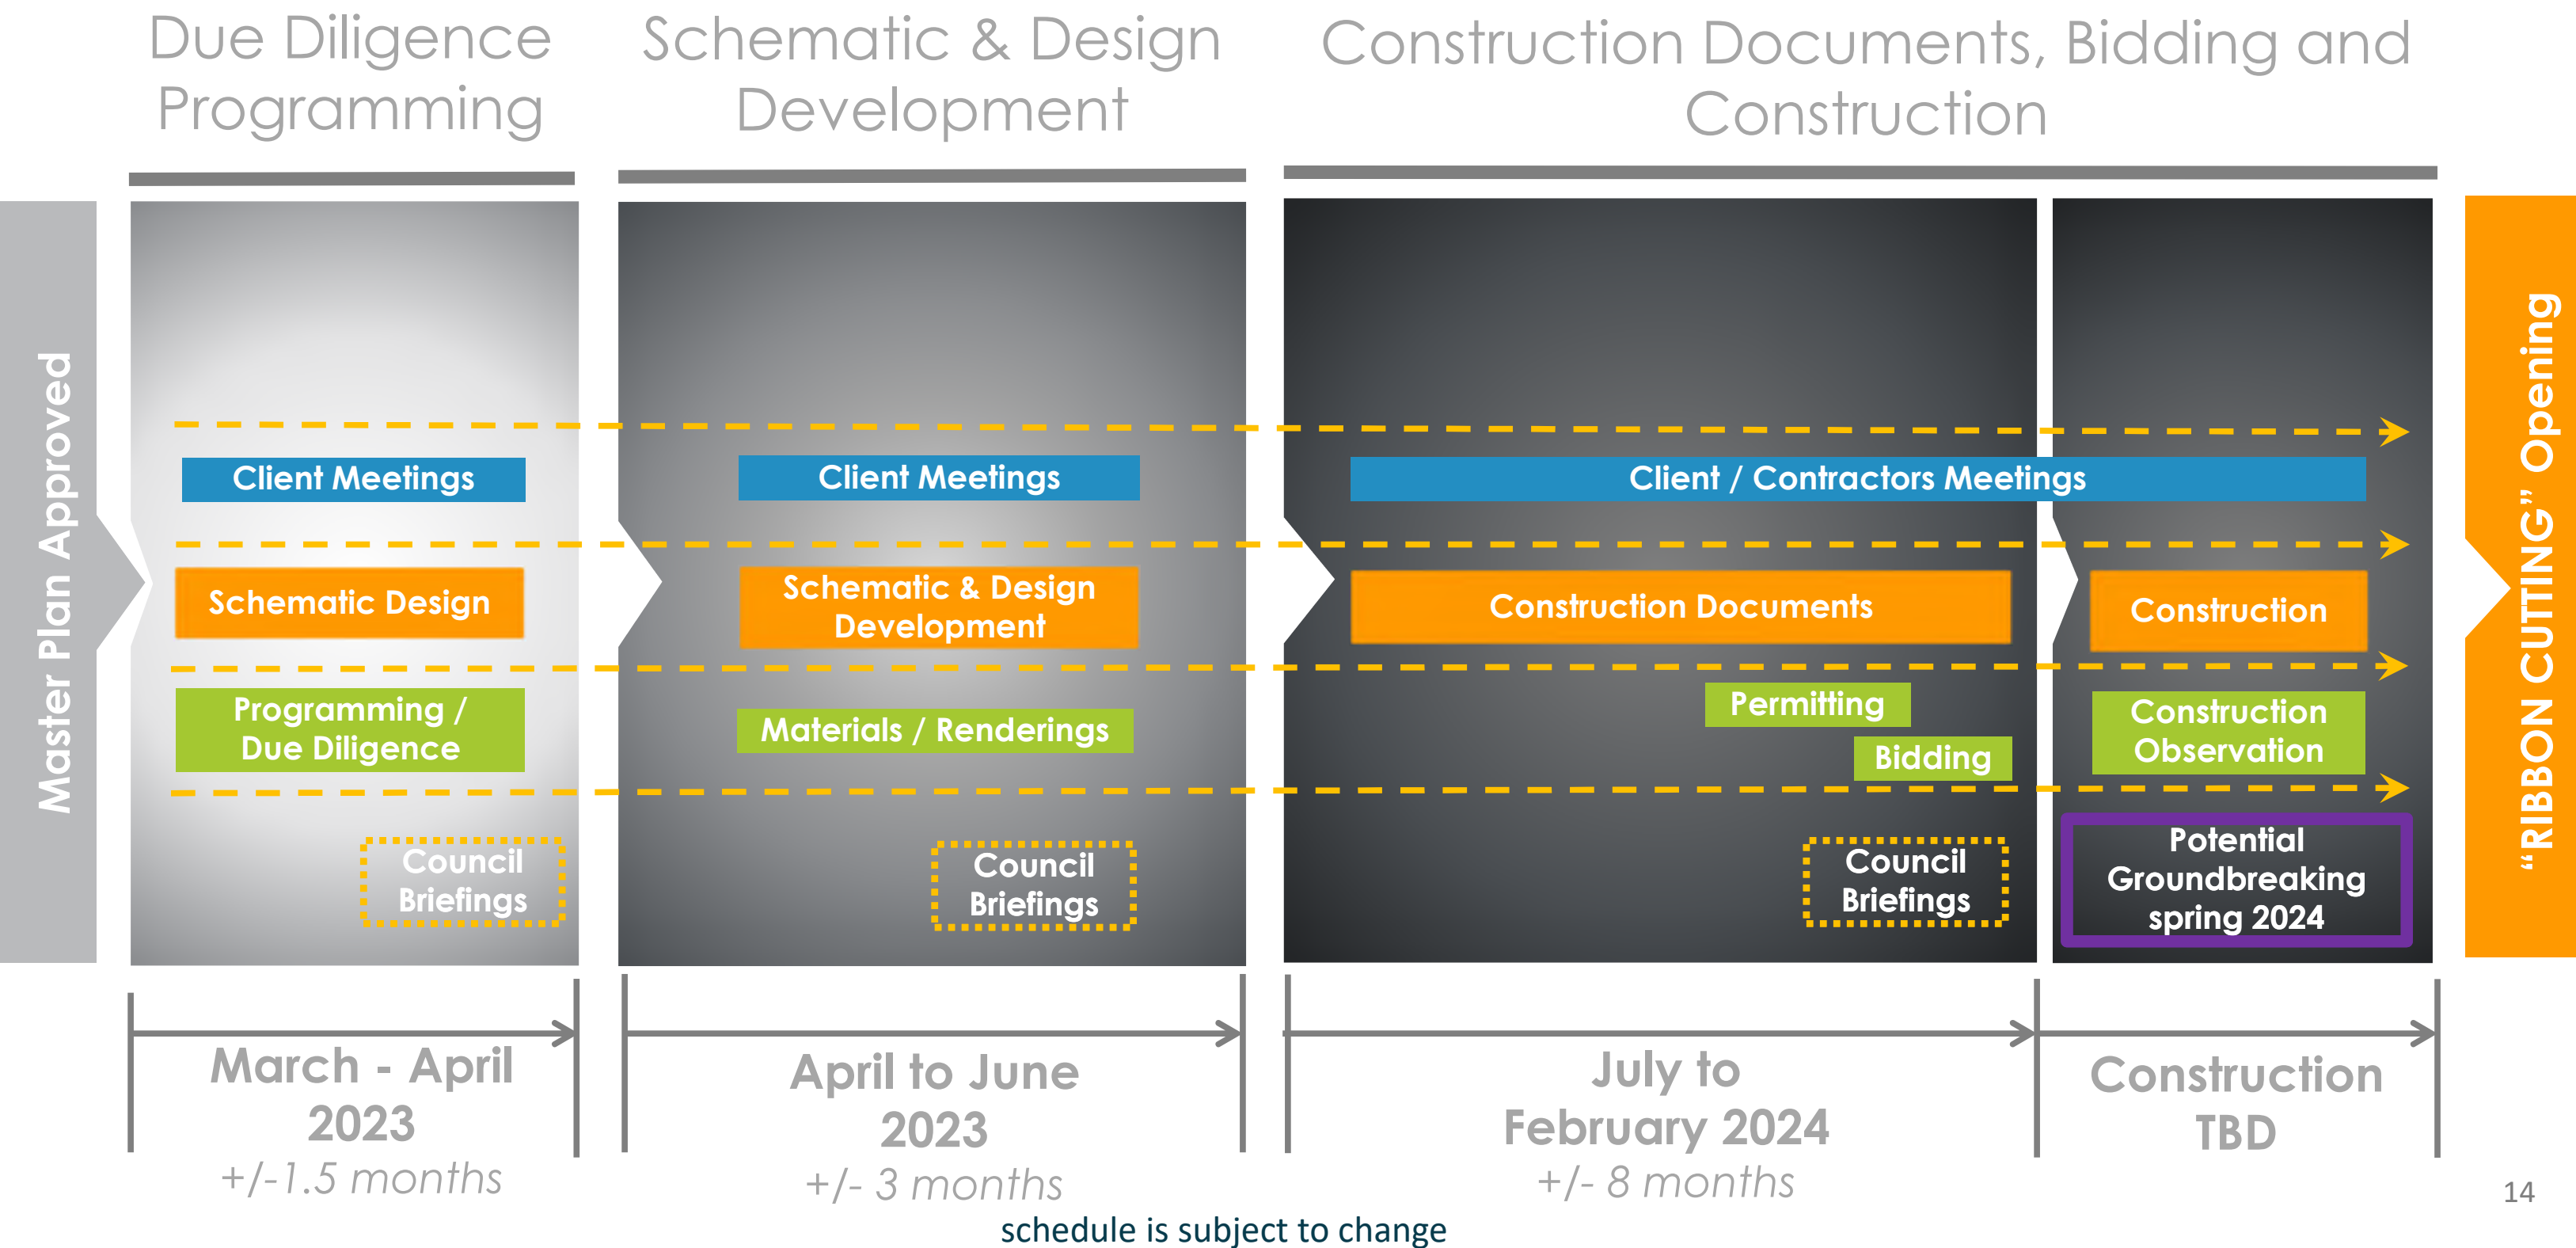 Due Diligence
Programming
Schematic & Design
Development
Construction Documents, Bidding and
Construction
Master Plan Approved
Client Meetings
Schematic Design
Programming /
Due Diligence
Council
Briefings
Client Meetings
Schematic & Design
Development
Materials / Renderings
Council
Briefings
Client / Contractors Meetings
Construction Documents
Permitting
Bidding
Council
Briefings
Construction
Construction
Observation
Potential
Groundbreaking
spring 2024
“RIBBON CUTTING” Opening
March - April
2023
+/-1.5 months
April to June
2023
+/- 3 months
July to
February 2024
+/- 8 months
Construction
TBD
14
schedule is subject to change